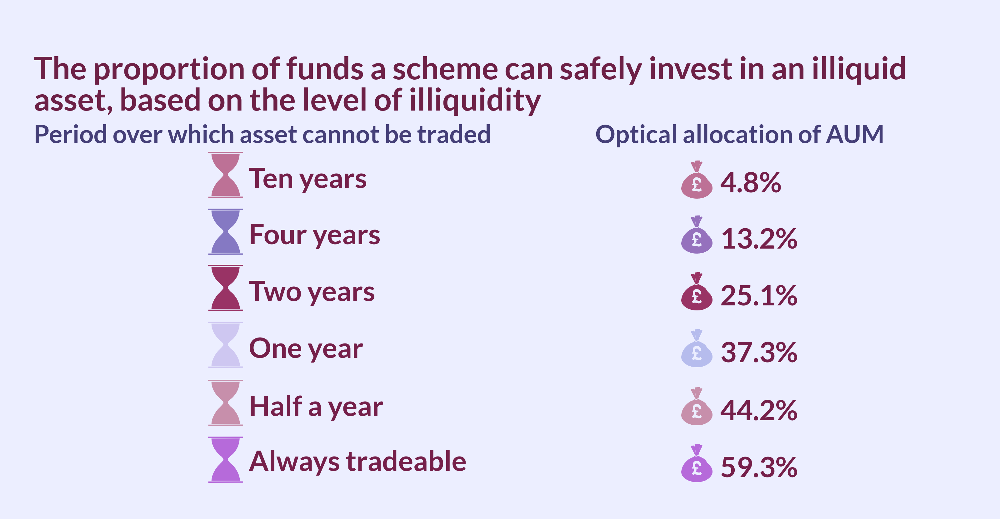 The proportion of funds a scheme can safely invest in an illiquid
asset, based on the level of illiquidity
Period over which asset cannot be traded
Optical allocation of AUM
Ten years
£ 4.8%
Four years
£ 13.2%
Two years
£ 25.1%
One year
£ 37.3%
Half a year
£ 44.2%
Always tradeable
£ 59.3%